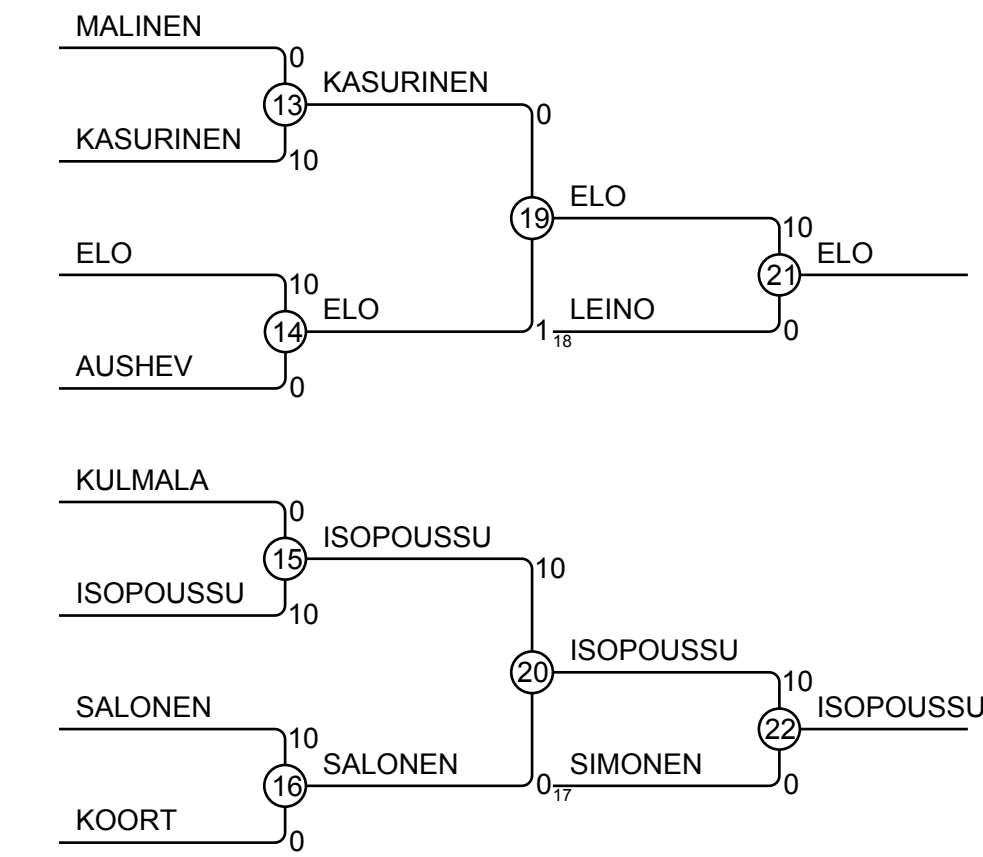 MALINEN
0
13
KASURINEN
KASURINEN
10
0
19
ELO
ELO
10
14
ELO
AUSHEV
0
1
18
LEINO
10
21
ELO
0
KULMALA
0
15
ISOPOUSSU
ISOPOUSSU
10
10
20
ISOPOUSSU
SALONEN
10
16
SALONEN
KOORT
0
0
17
SIMONEN
10
22
ISOPOUSSU
0